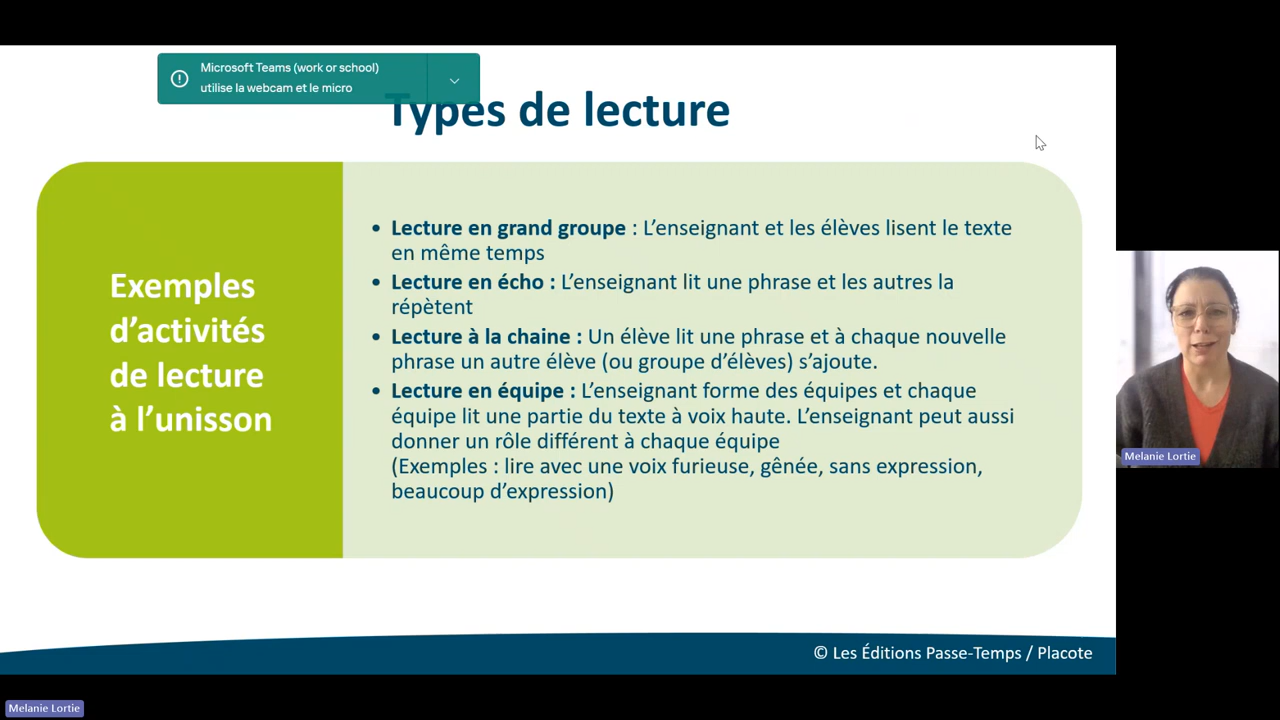 Microsoft Teams (work or school)
utilise la webcam et le micro
Types de lecture
Exemples
d'activités
de lecture
à l'unisson
• Lecture en grand groupe : L'enseignant et les élèves lisent le texte
en même temps
• Lecture en écho : L'enseignant lit une phrase et les autres la
répètent
• Lecture à la chaine : Un élève lit une phrase et à chaque nouvelle
phrase un autre élève (ou groupe d'élèves) s'ajoute.
• Lecture en équipe : L'enseignant forme des équipes et chaque
équipe lit une partie du texte à voix haute. L'enseignant peut aussi
donner un rôle différent à chaque équipe
(Exemples : lire avec une voix furieuse, gênée, sans expression,
beaucoup d'expression)
Melanie Lortie
© Les Éditions Passe-Temps / Placote
Melanie Lortie